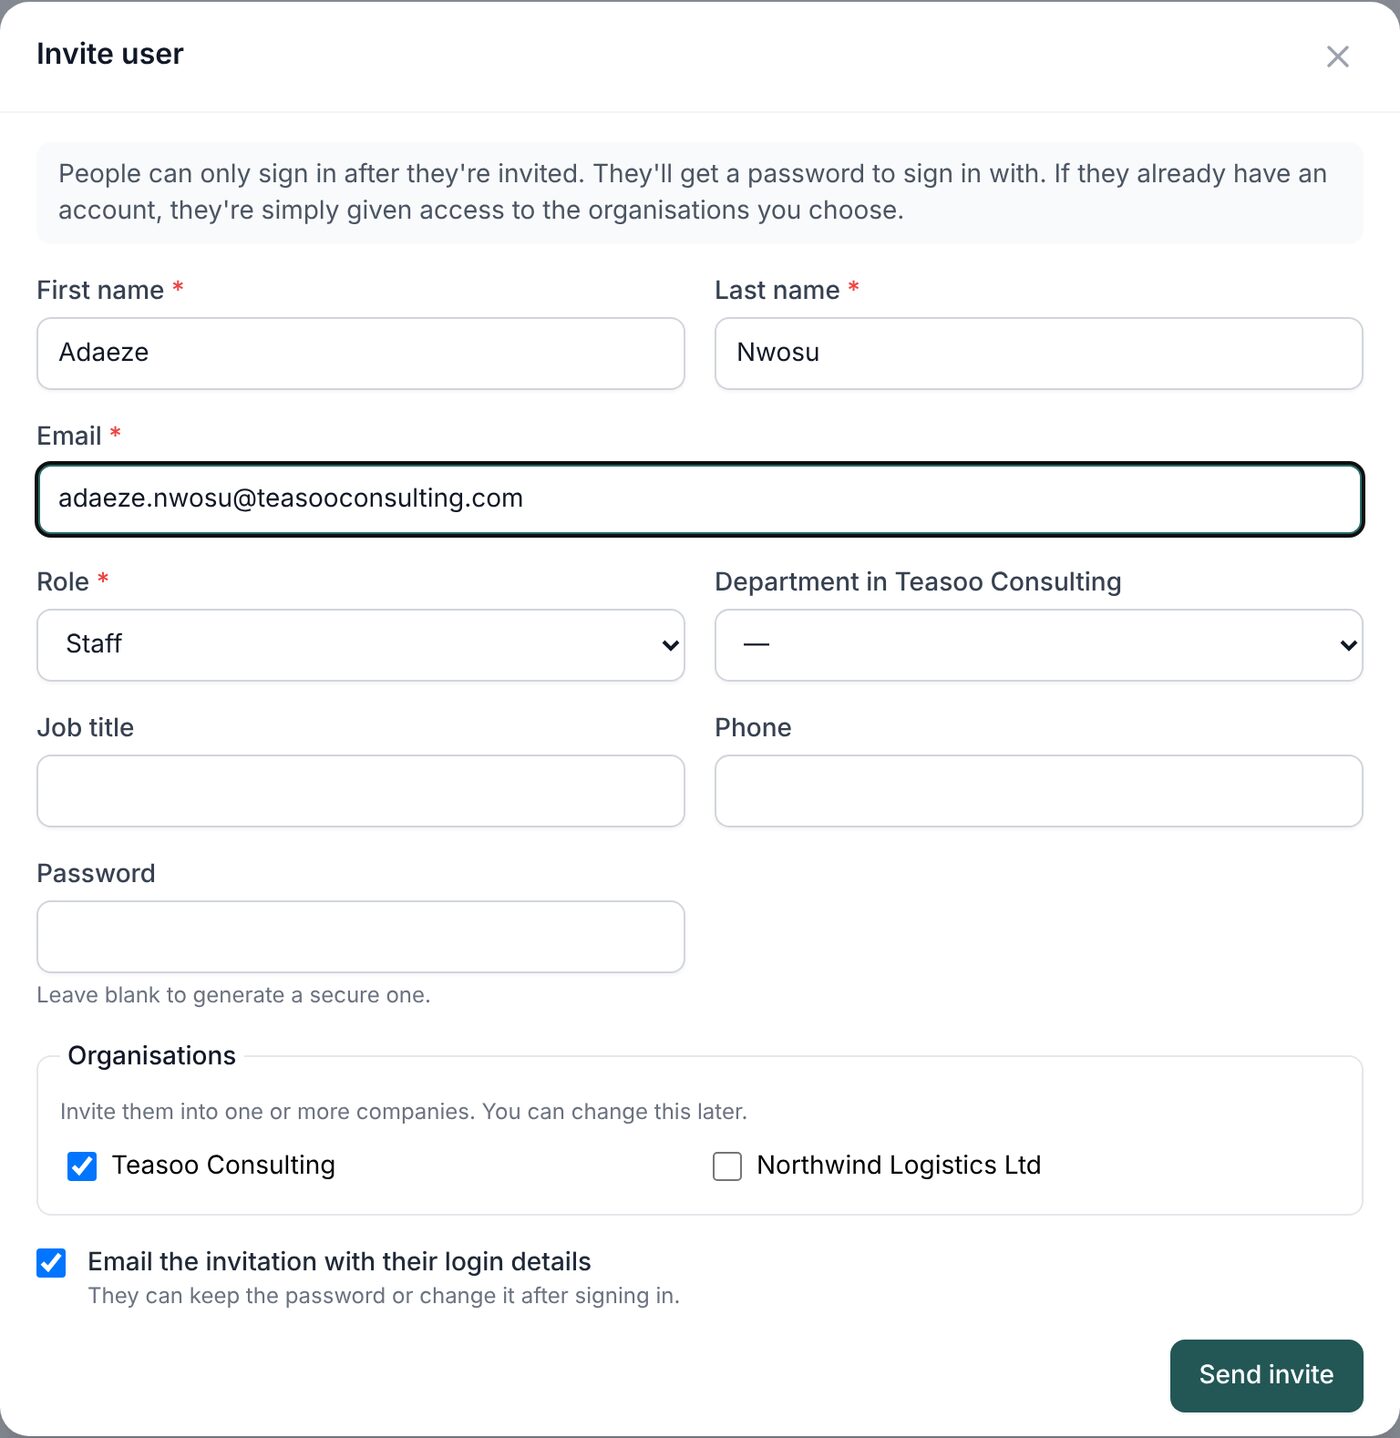 Invite user
People can only sign in after they're invited. They'll get a password to sign in with. If they already have an
account, they're simply given access to the organisations you choose.
First name *
Last name *
Adaeze
Nwosu
Email *
adaeze.nwosu@teasooconsulting.com
Role *
Department in Teasoo Consulting
Staff
—
Job title
Phone
Password
Leave blank to generate a secure one.
Organisations
Invite them into one or more companies. You can change this later.
Teasoo Consulting
Northwind Logistics Ltd
Email the invitation with their login details
They can keep the password or change it after signing in.
Send invite